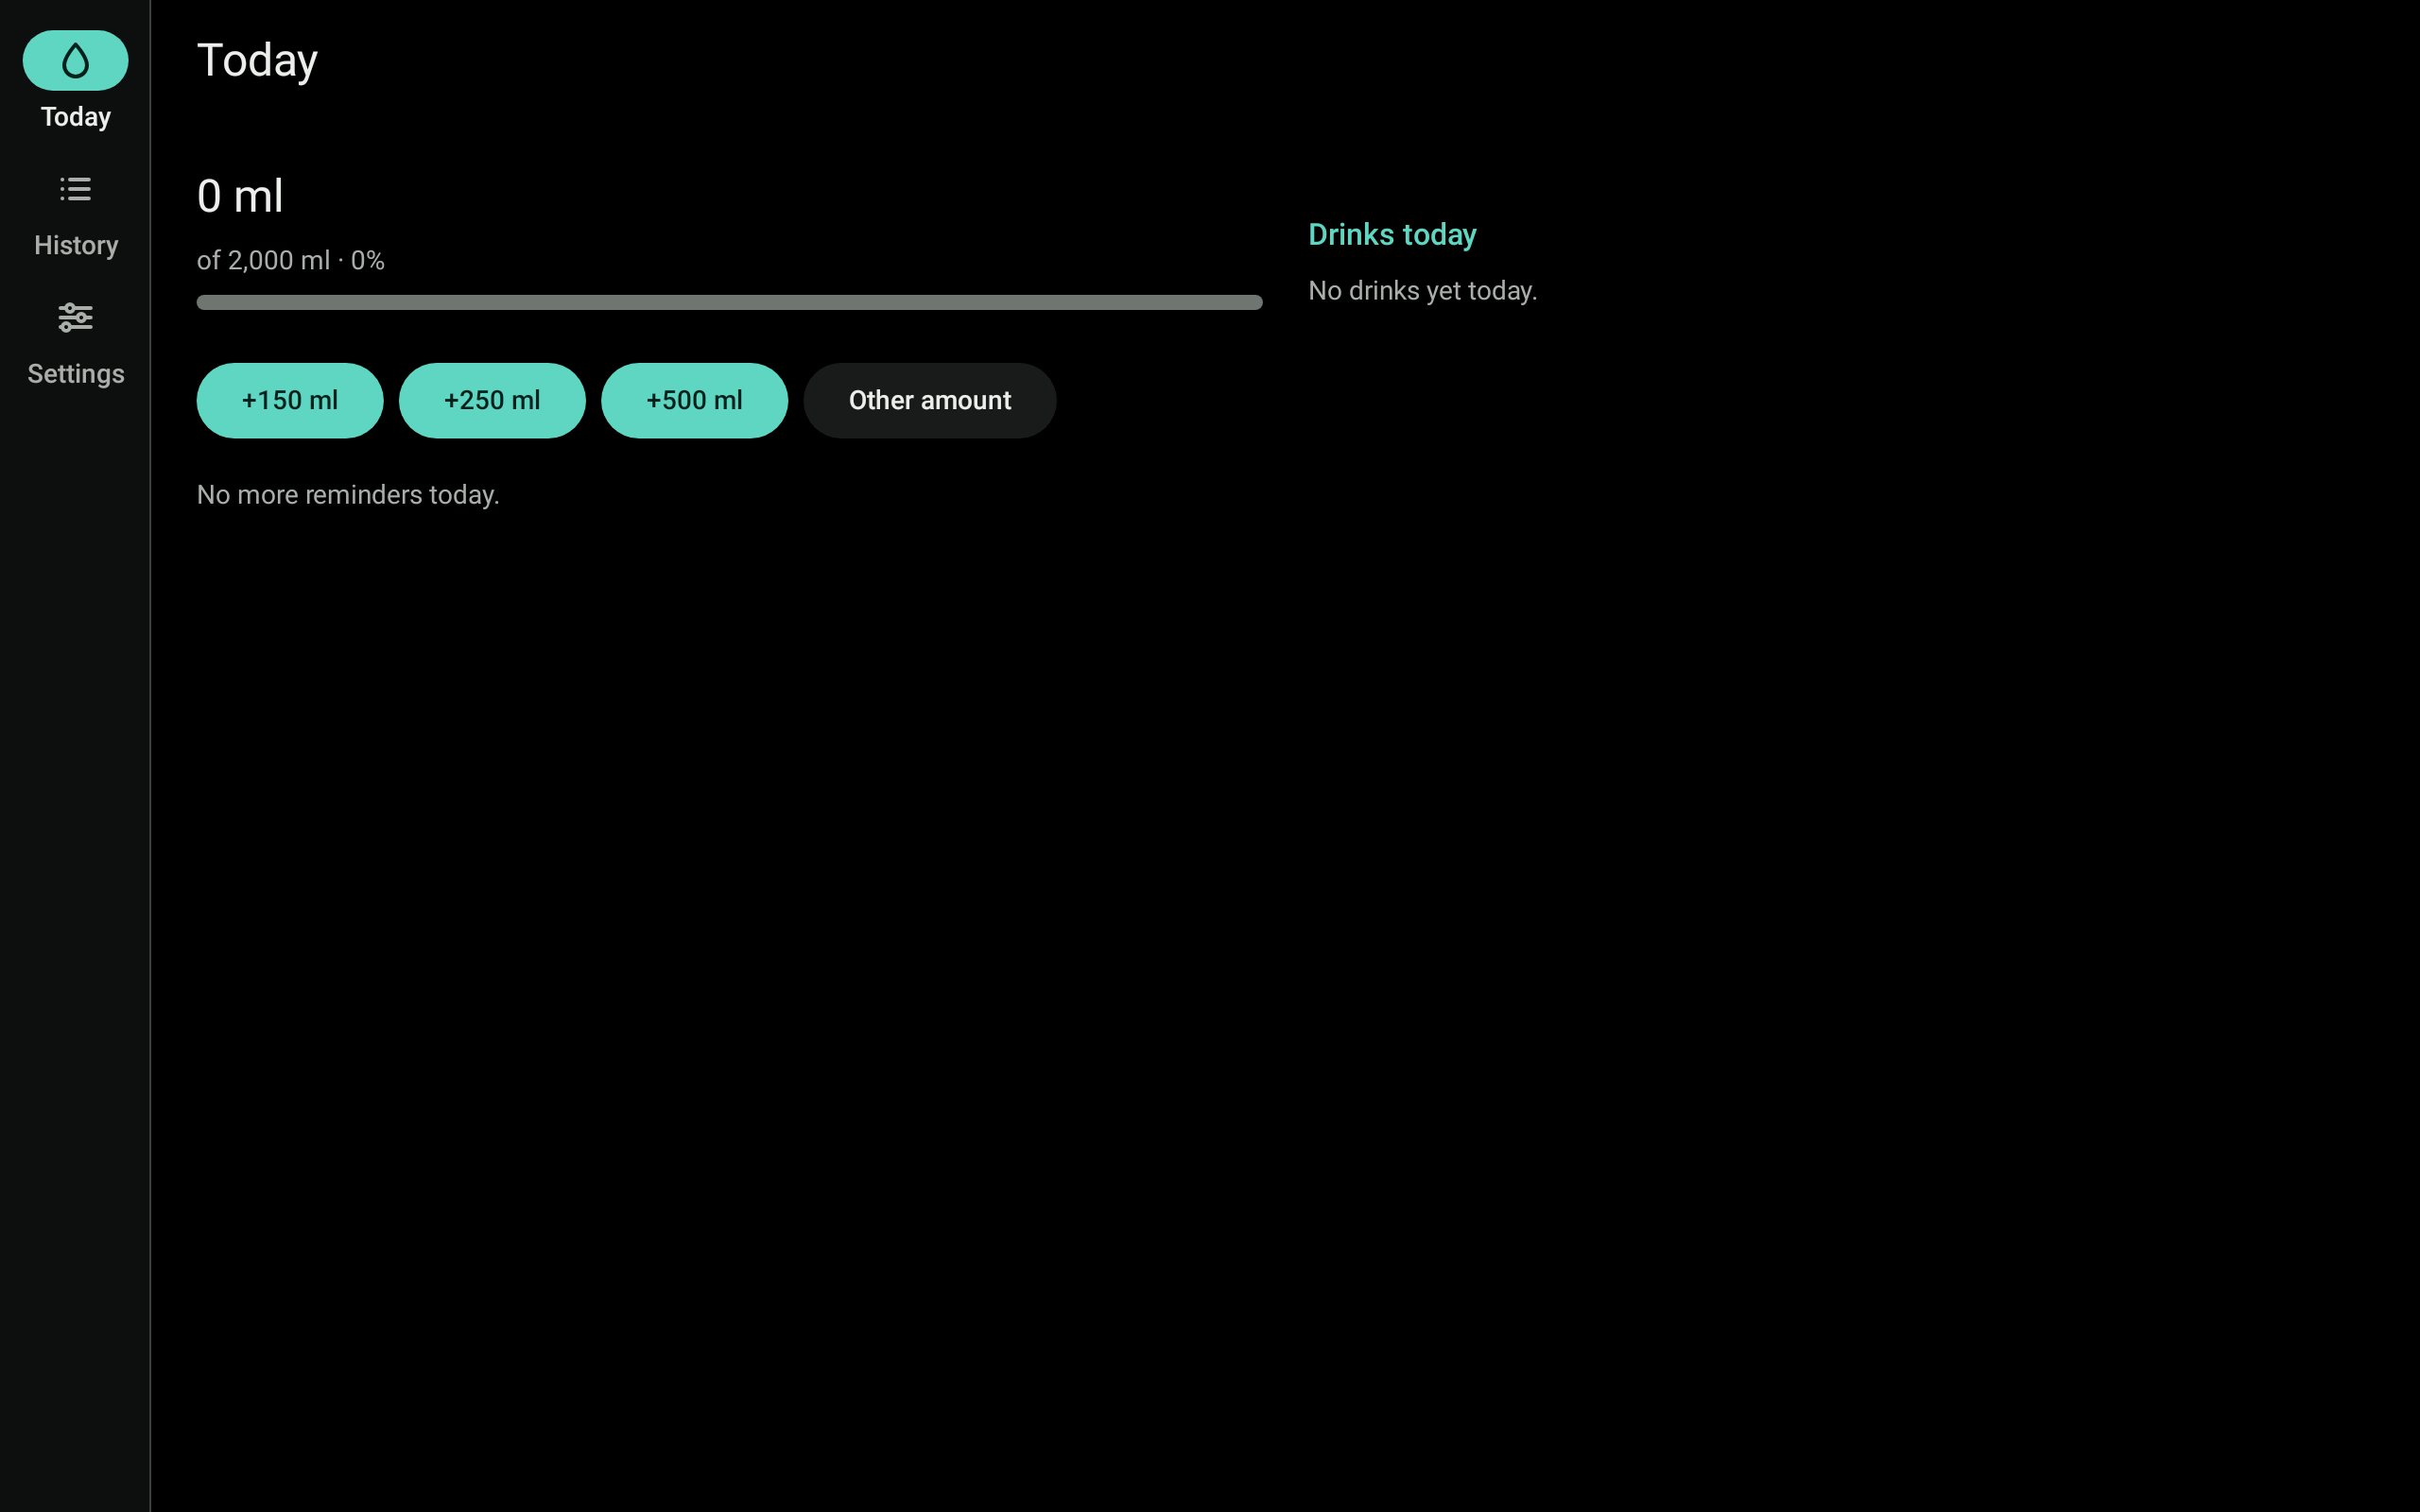 Today
History
Settings
Today
0 ml
of 2,000 ml · 0%
+150 ml
+250 ml
+500 ml
Other amount
No more reminders today.
Drinks today
No drinks yet today.